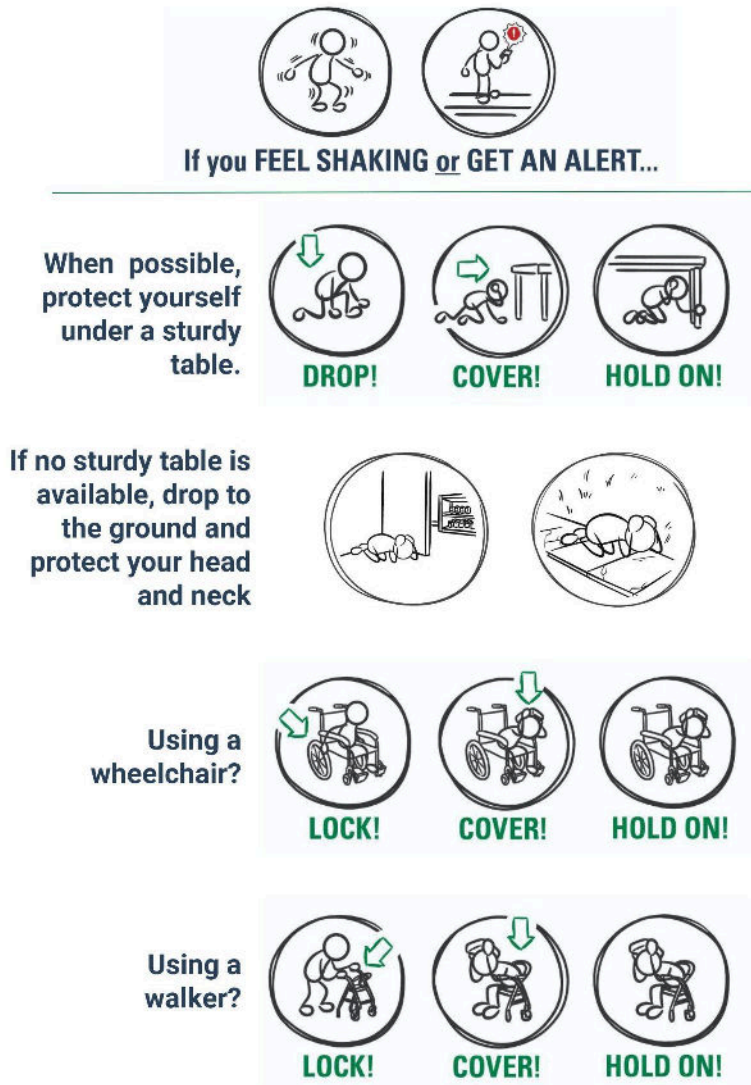 If you FEEL SHAKING or GET AN ALERT...
When possible,
protect yourself
under a sturdy
table.
DROP!
COVER!
HOLD ON!
If no sturdy table is
available, drop to
the ground and
protect your head
and neck
Using a
wheelchair?
LOCK!
COVER!
HOLD ON!
Using a
walker?
LOCK!
COVER!
HOLD ON!